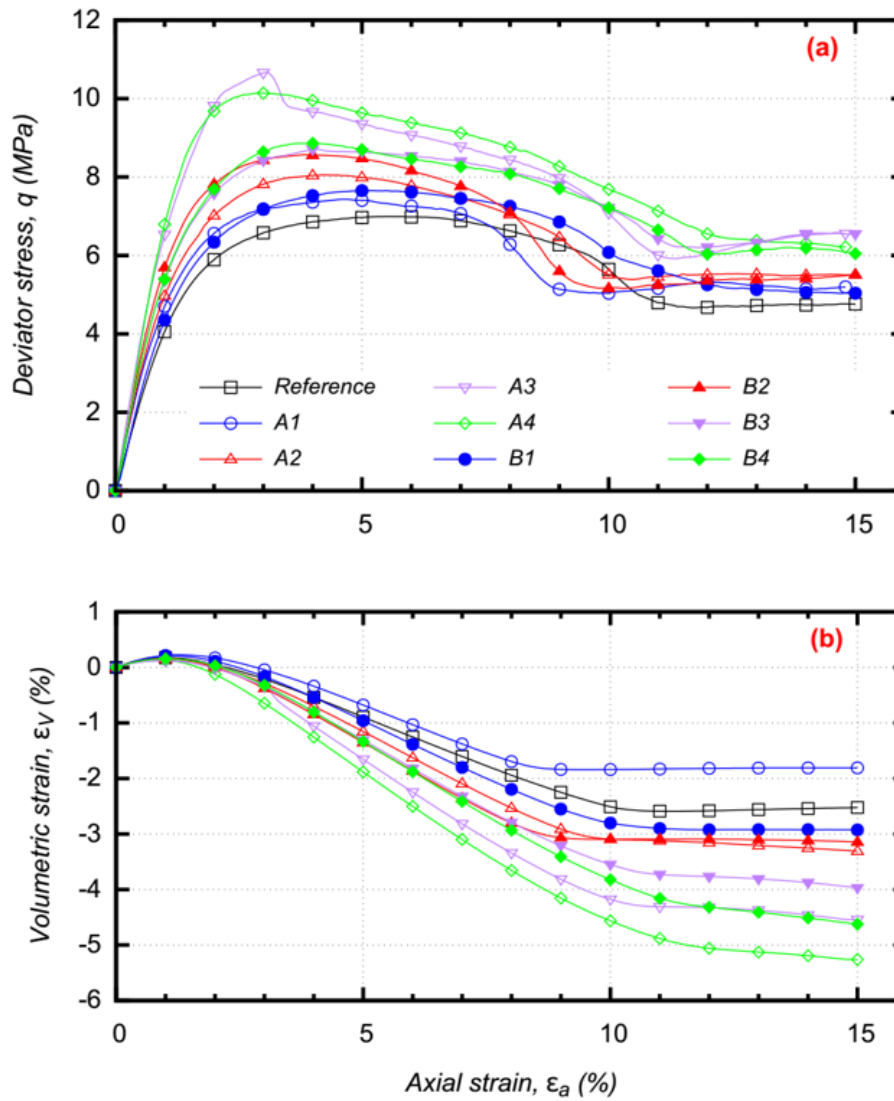 12
(a)
10
8
6
4
2
0
Deviator stress, q (MPa)
Reference
A3
B2
A1
A4
B3
A2
B1
B4
0
5
10
15
1
(b)
0
-1
-2
-3
-4
-5
-6
Volumetric strain, εV (%)
0
5
10
15
Axial strain, εa (%)